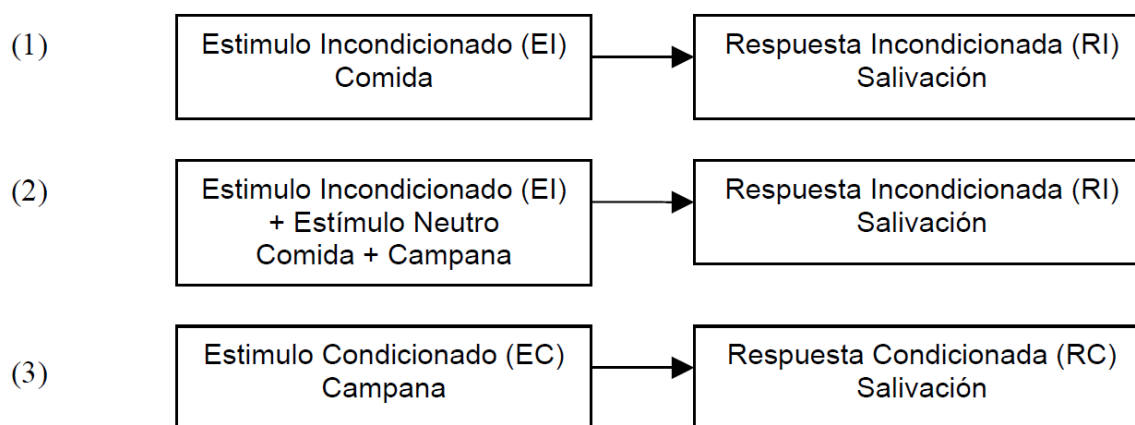 (1)
Estimulo Incondicionado (EI)
Comida
Respuesta Incondicionada (RI)
Salivación
(2)
Estimulo Incondicionado (EI)
+ Estímulo Neutro
Comida + Campana
Respuesta Incondicionada (RI)
Salivación
(3)
Estimulo Condicionado (EC)
Campana
Respuesta Condicionada (RC)
Salivación